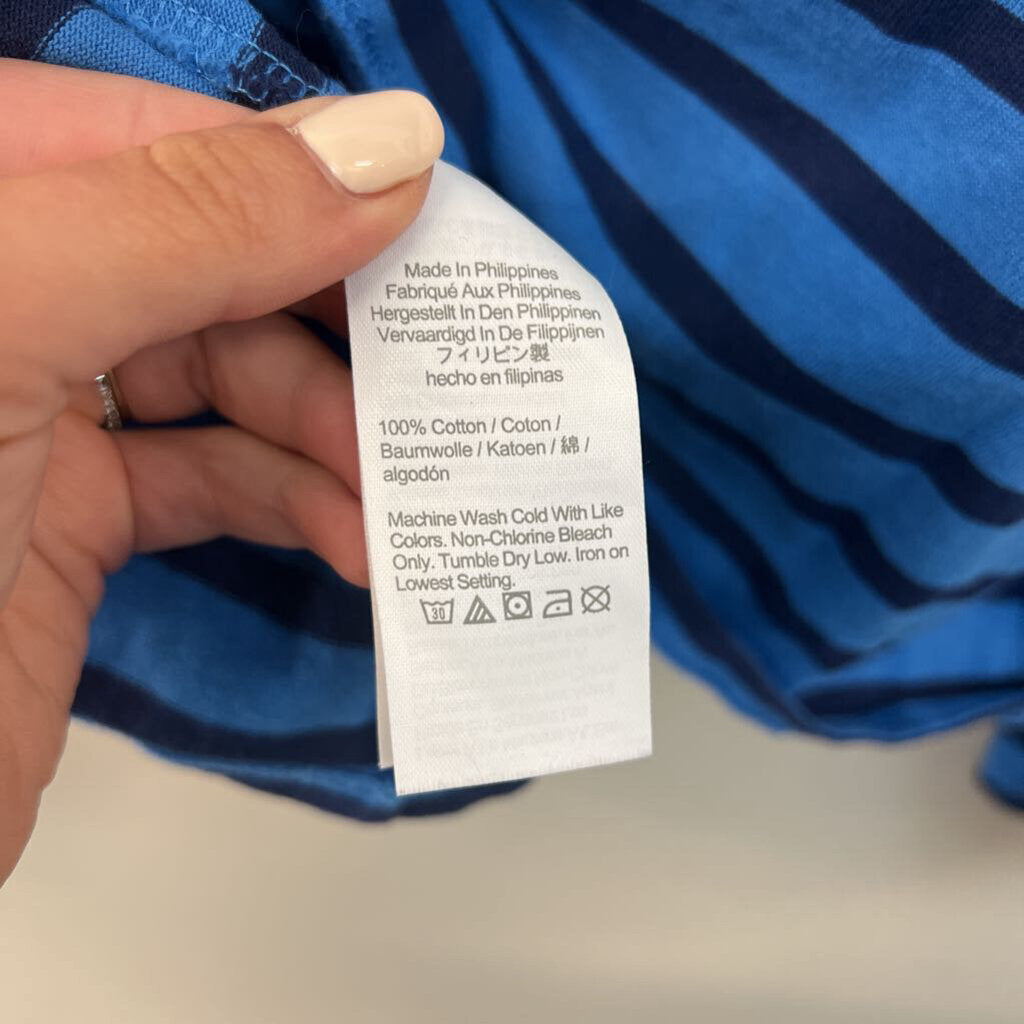 Made In Philippines
Fabriqué Aux Philippines
Hergestellt In Den Philippinen
Vervaardigd In De Filippijnen
フィリピン製
hecho en filipinas
100% Cotton / Coton /
Baumwolle / Katoen / 綿 /
algodón
Machine Wash Cold With Like
Colors. Non-Chlorine Bleach
Only. Tumble Dry Low. Iron on
Lowest Setting.
30